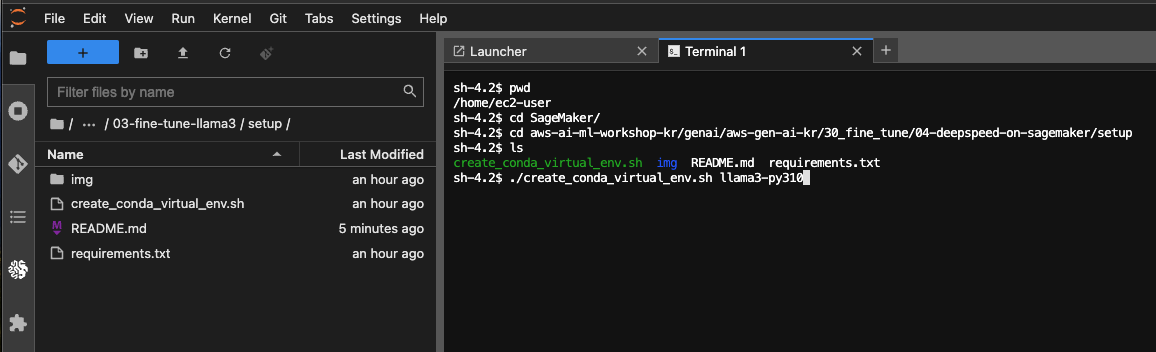 File Edit View Run Kernel Git Tabs Settings Help
+
Filter files by name
/ ··· / 03-fine-tune-llama3 / setup /
Name Last Modified
img an hour ago
create_conda_virtual_env.sh an hour ago
README.md 5 minutes ago
requirements.txt an hour ago
Launcher × Terminal 1 × +
sh-4.2$ pwd
/home/ec2-user
sh-4.2$ cd SageMaker/
sh-4.2$ cd aws-ai-ml-workshop-kr/genai/aws-gen-ai-kr/30_fine_tune/04-deepspeed-on-sagemaker/setup
sh-4.2$ ls
create_conda_virtual_env.sh img README.md requirements.txt
sh-4.2$ ./create_conda_virtual_env.sh llama3-py310